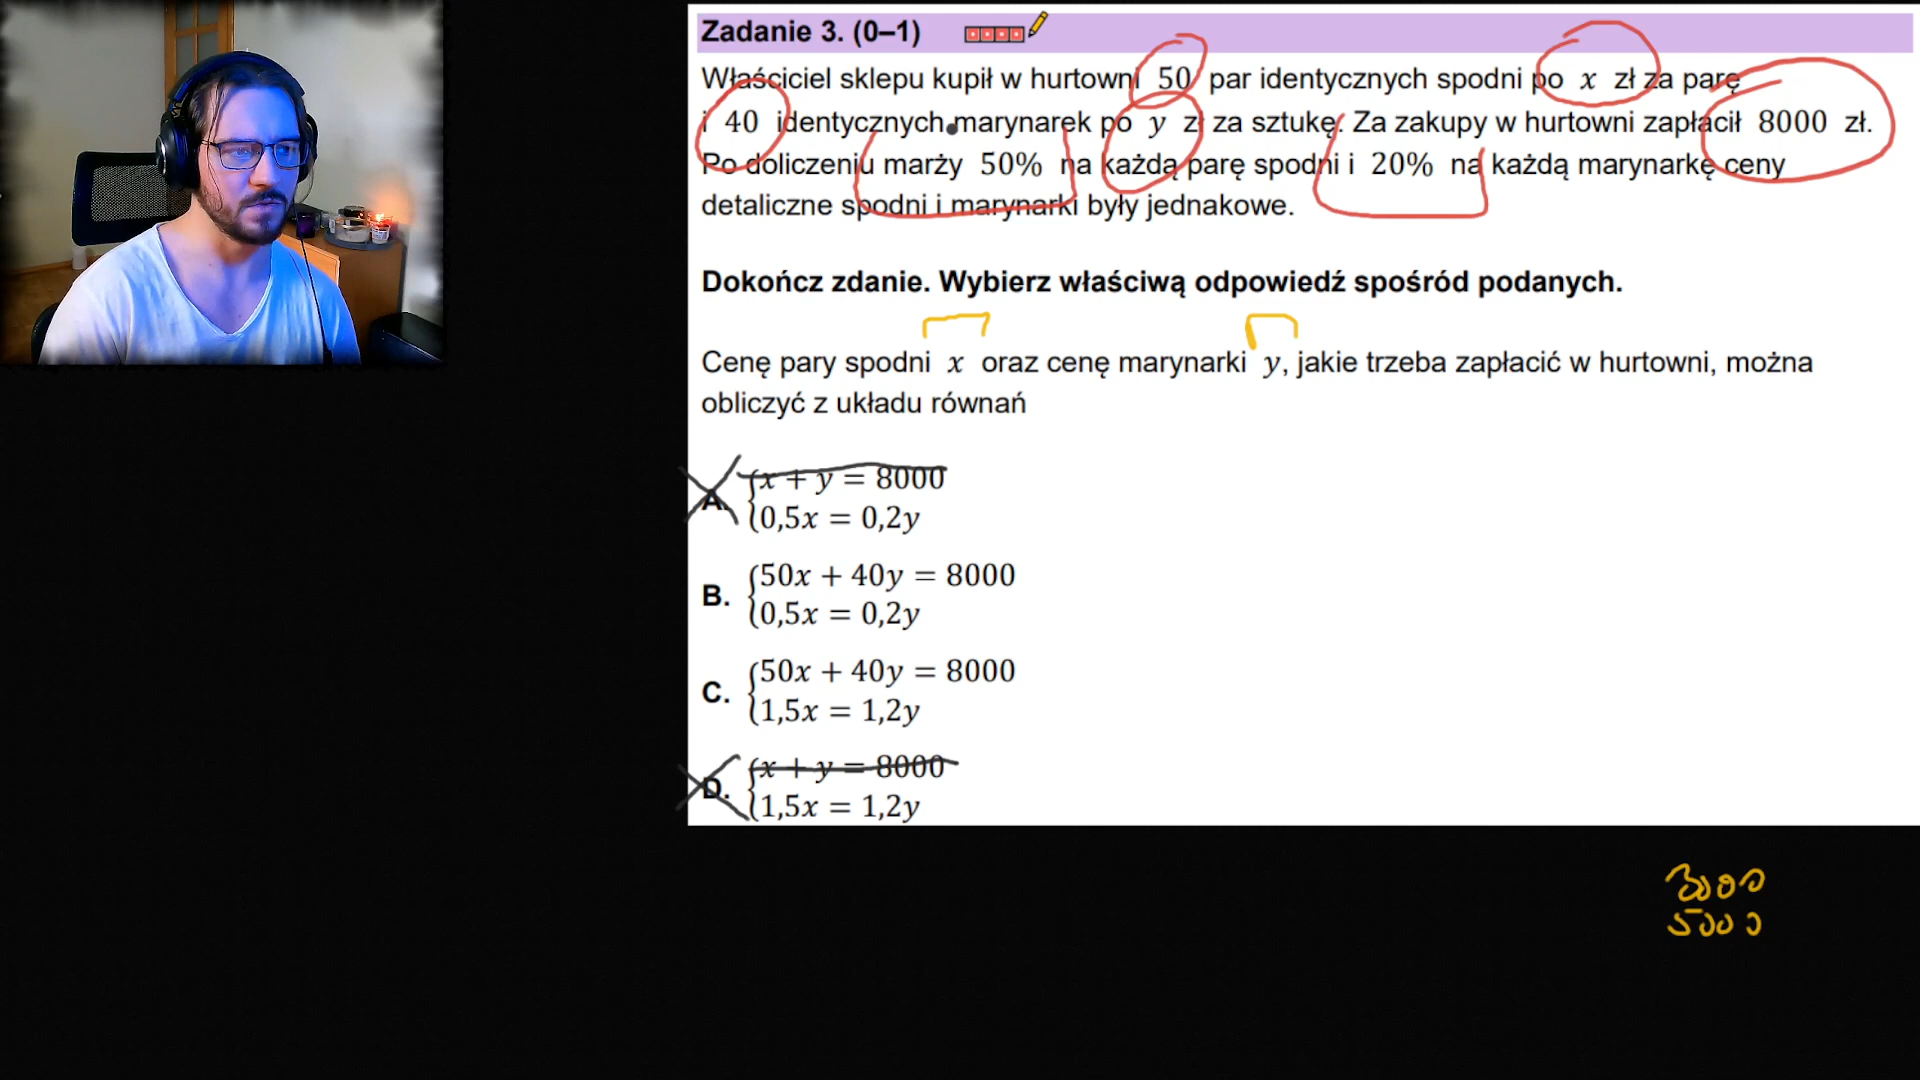 Zadanie 3. (0–1)
Właściciel sklepu kupił w hurtowni 50 par identycznych spodni po x zł za parę
i 40 identycznych marynarek po y zł za sztukę. Za zakupy w hurtowni zapłacił 8000 zł.
Po doliczeniu marży 50% na każdą parę spodni i 20% na każdą marynarkę ceny
detaliczne spodni i marynarki były jednakowe.
Dokończ zdanie. Wybierz właściwą odpowiedź spośród podanych.
Cenę pary spodni x oraz cenę marynarki y, jakie trzeba zapłacić w hurtowni, można
obliczyć z układu równań
A. {x + y = 8000
{0,5x = 0,2y
B. {50x + 40y = 8000
{0,5x = 0,2y
C. {50x + 40y = 8000
{1,5x = 1,2y
D. {x + y = 8000
{1,5x = 1,2y
3000
5000